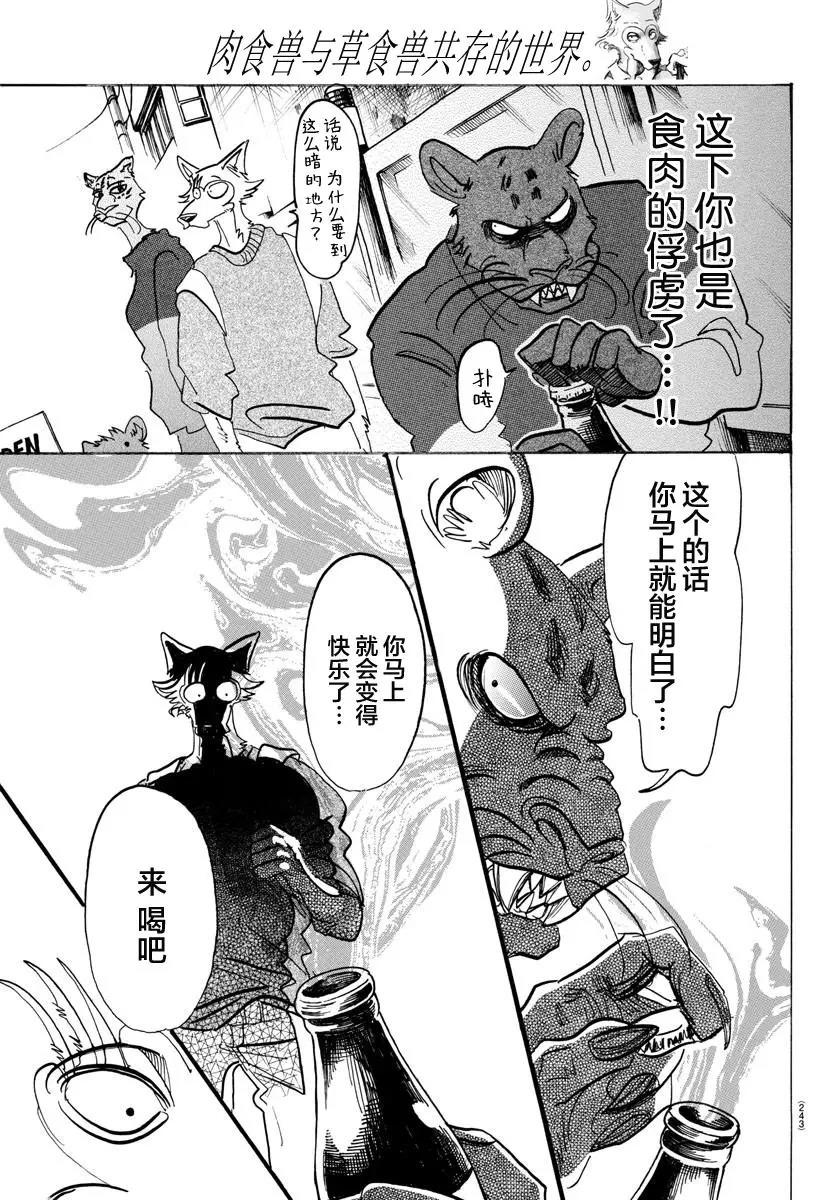 肉食兽与草食兽共存的世界。
这下你也是
食肉的俘虏了…!!
话说 为什么要到
这么暗的地方？
扑哧
DEN
这个的话
你马上就能明白了…
你马上
就会变得
快乐了…
来 喝吧
243